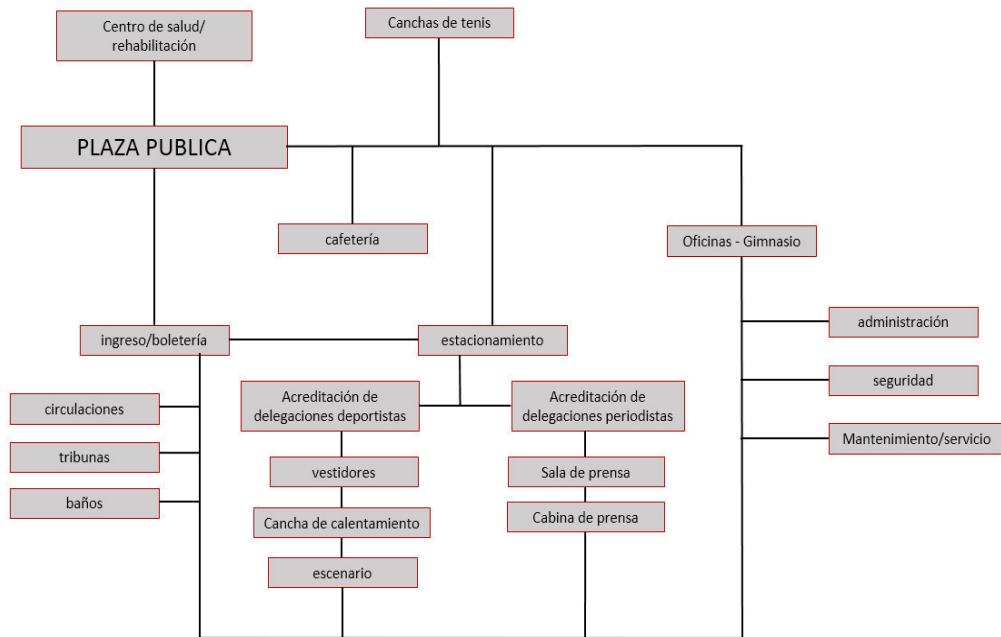 Centro de salud/
rehabilitación
Canchas de tenis
PLAZA PUBLICA
cafetería
Oficinas - Gimnasio
ingreso/boletería
estacionamiento
administración
seguridad
Mantenimiento/servicio
circulaciones
tribunas
baños
Acreditación de
delegaciones deportistas
Acreditación de
delegaciones periodistas
vestidores
Sala de prensa
Cancha de calentamiento
Cabina de prensa
escenario